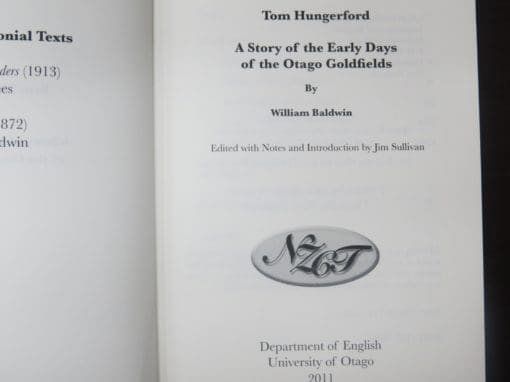 onial Texts
ders (1913)
es
872)
dwin
Tom Hungerford
A Story of the Early Days
of the Otago Goldfields
By
William Baldwin
Edited with Notes and Introduction by Jim Sullivan
NZCT
Department of English
University of Otago
2011